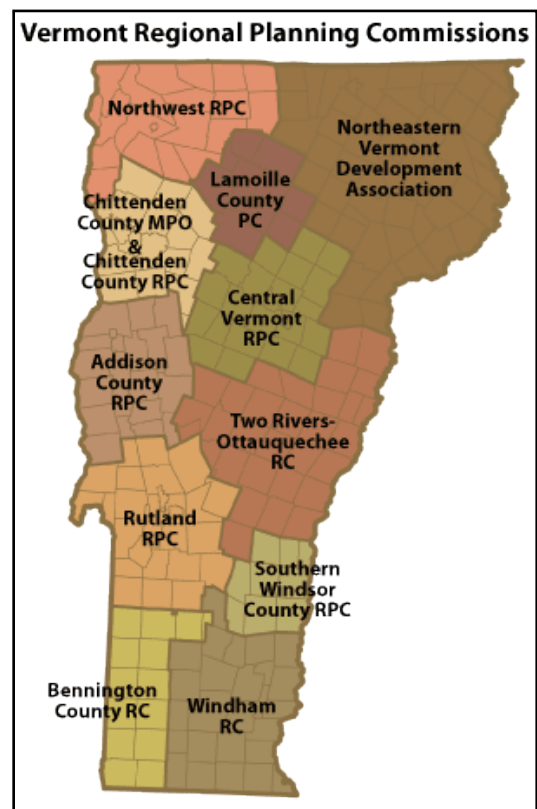 Vermont Regional Planning Commissions
Northwest RPC
Northeastern
Vermont
Development
Association
Lamoille
County
PC
Chittenden
County MPO
&
Chittenden
County RPC
Central
Vermont
RPC
Addison
County
RPC
Two Rivers-
Ottauquechee
RC
Rutland
RPC
Southern
Windsor
County RPC
Bennington
County RC
Windham
RC